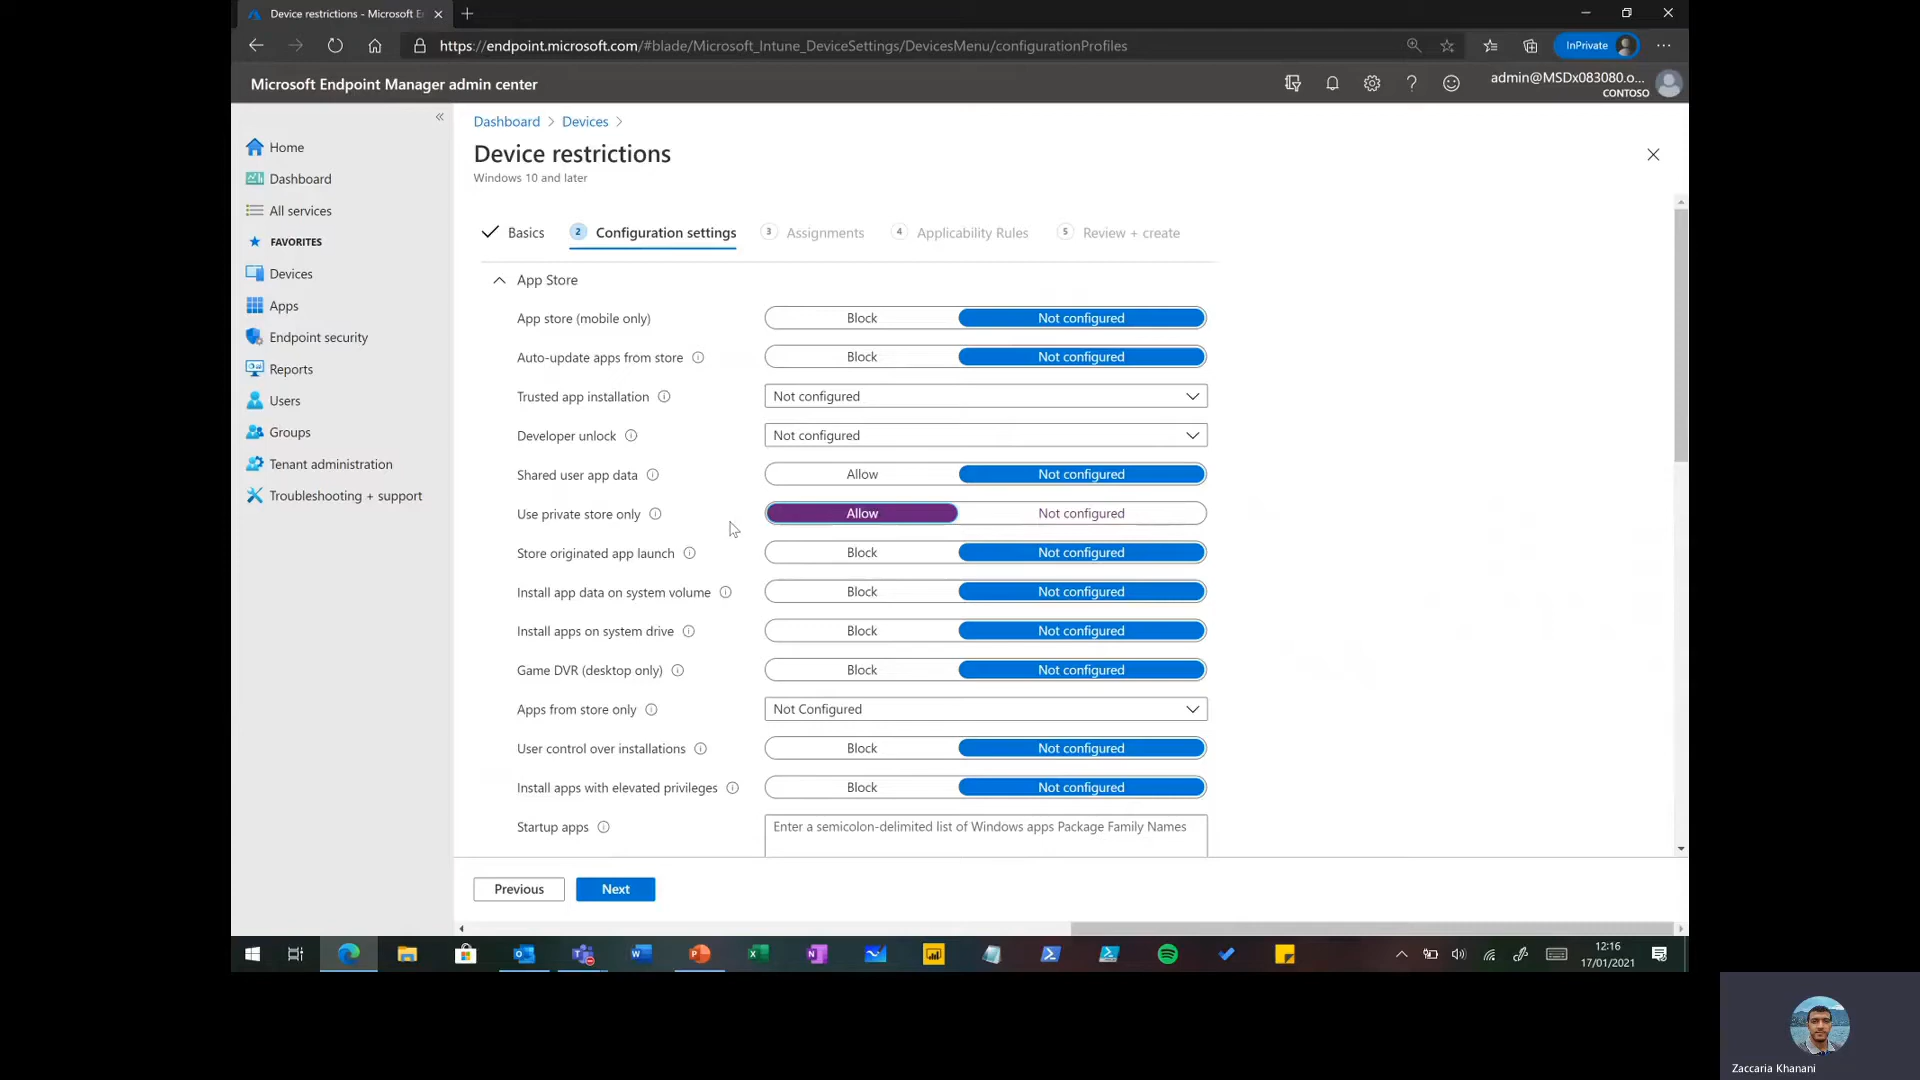 Device restrictions - Microsoft E
https://endpoint.microsoft.com/#blade/Microsoft_Intune_DeviceSettings/DevicesMenu/configurationProfiles
InPrivate
Microsoft Endpoint Manager admin center
admin@MSDx083080.o...
CONTOSO
Home
Dashboard
All services
FAVORITES
Devices
Apps
Endpoint security
Reports
Users
Groups
Tenant administration
Troubleshooting + support
Dashboard > Devices >
Device restrictions
Windows 10 and later
Basics
2 Configuration settings
3 Assignments
4 Applicability Rules
5 Review + create
App Store
App store (mobile only) Block Not configured
Auto-update apps from store Block Not configured
Trusted app installation Not configured
Developer unlock Not configured
Shared user app data Allow Not configured
Use private store only Allow Not configured
Store originated app launch Block Not configured
Install app data on system volume Block Not configured
Install apps on system drive Block Not configured
Game DVR (desktop only) Block Not configured
Apps from store only Not Configured
User control over installations Block Not configured
Install apps with elevated privileges Block Not configured
Startup apps Enter a semicolon-delimited list of Windows apps Package Family Names
Previous Next
12:16
17/01/2021
Zaccaria Khanani